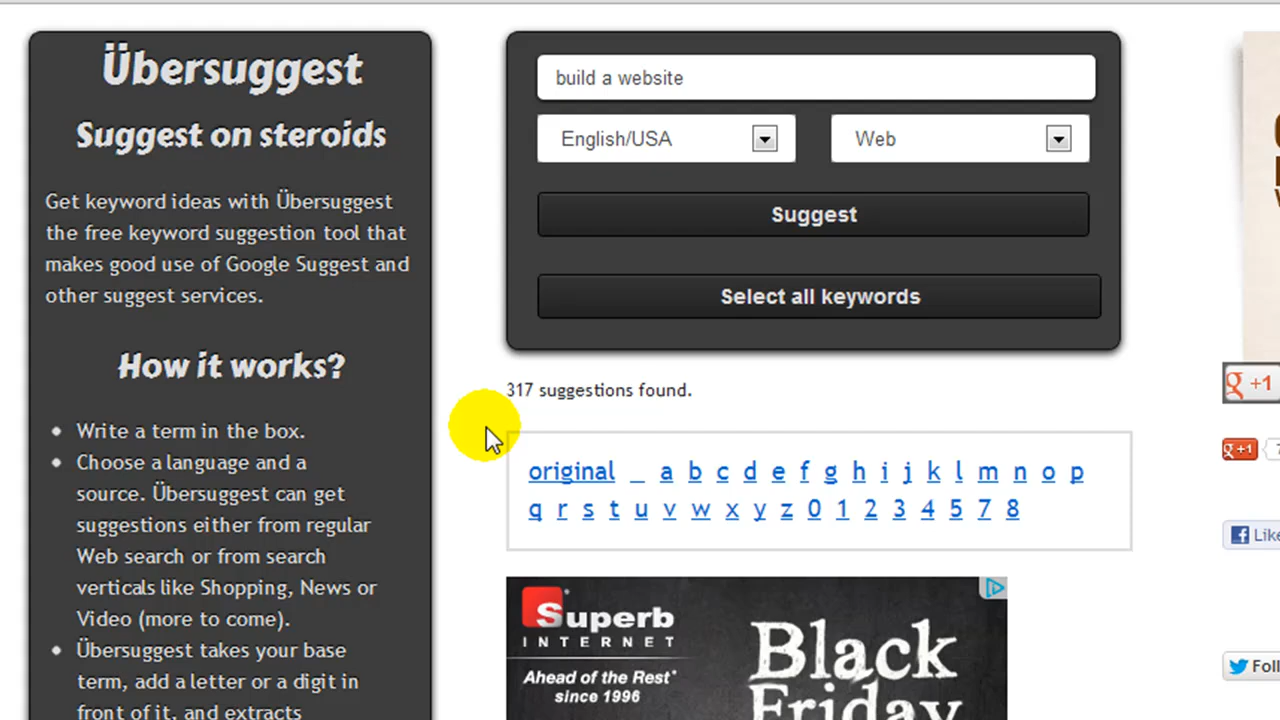 Übersuggest
Suggest on steroids
Get keyword ideas with Übersuggest
the free keyword suggestion tool that
makes good use of Google Suggest and
other suggest services.
How it works?
Write a term in the box.
Choose a language and a
source. Übersuggest can get
suggestions either from regular
Web search or from search
verticals like Shopping, News or
Video (more to come).
Übersuggest takes your base
term, add a letter or a digit in
front of it, and extracts
build a website
English/USA
Web
Suggest
Select all keywords
317 suggestions found.
original _ a b c d e f g h i j k l m n o p
q r s t u v w x y z 0 1 2 3 4 5 7 8
Superb
INTERNET
Ahead of the Rest*
since 1996
Black
Friday
g +1
g +1
Like
Foll